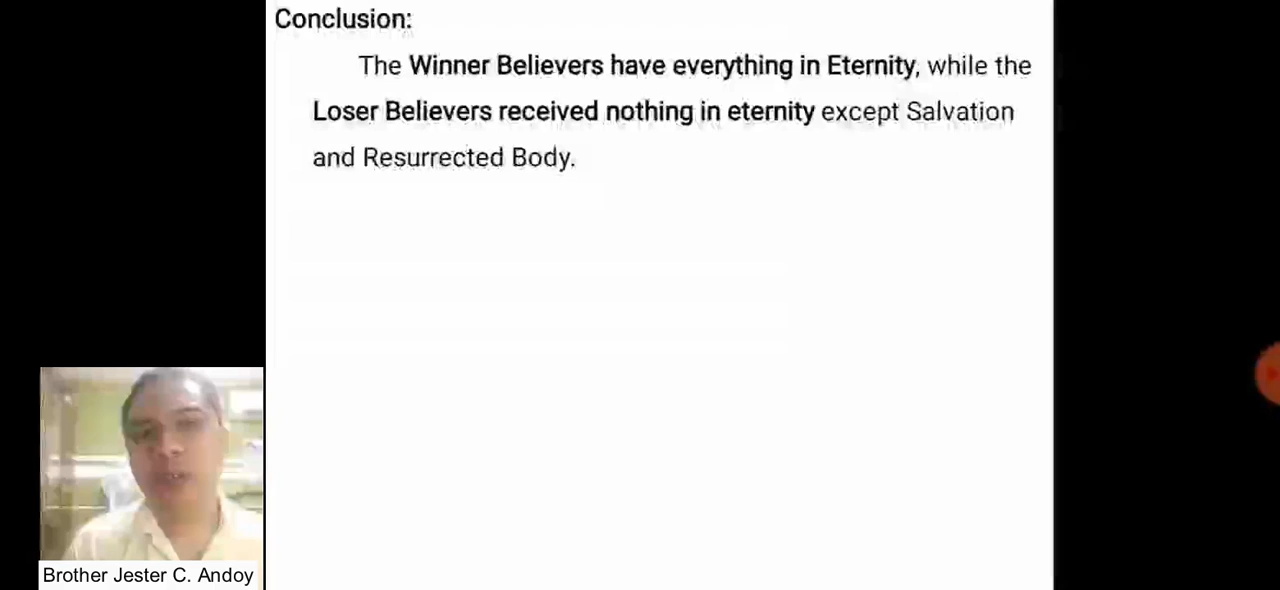 Conclusion:
The Winner Believers have everything in Eternity, while the
Loser Believers received nothing in eternity except Salvation
and Resurrected Body.
Brother Jester C. Andoy